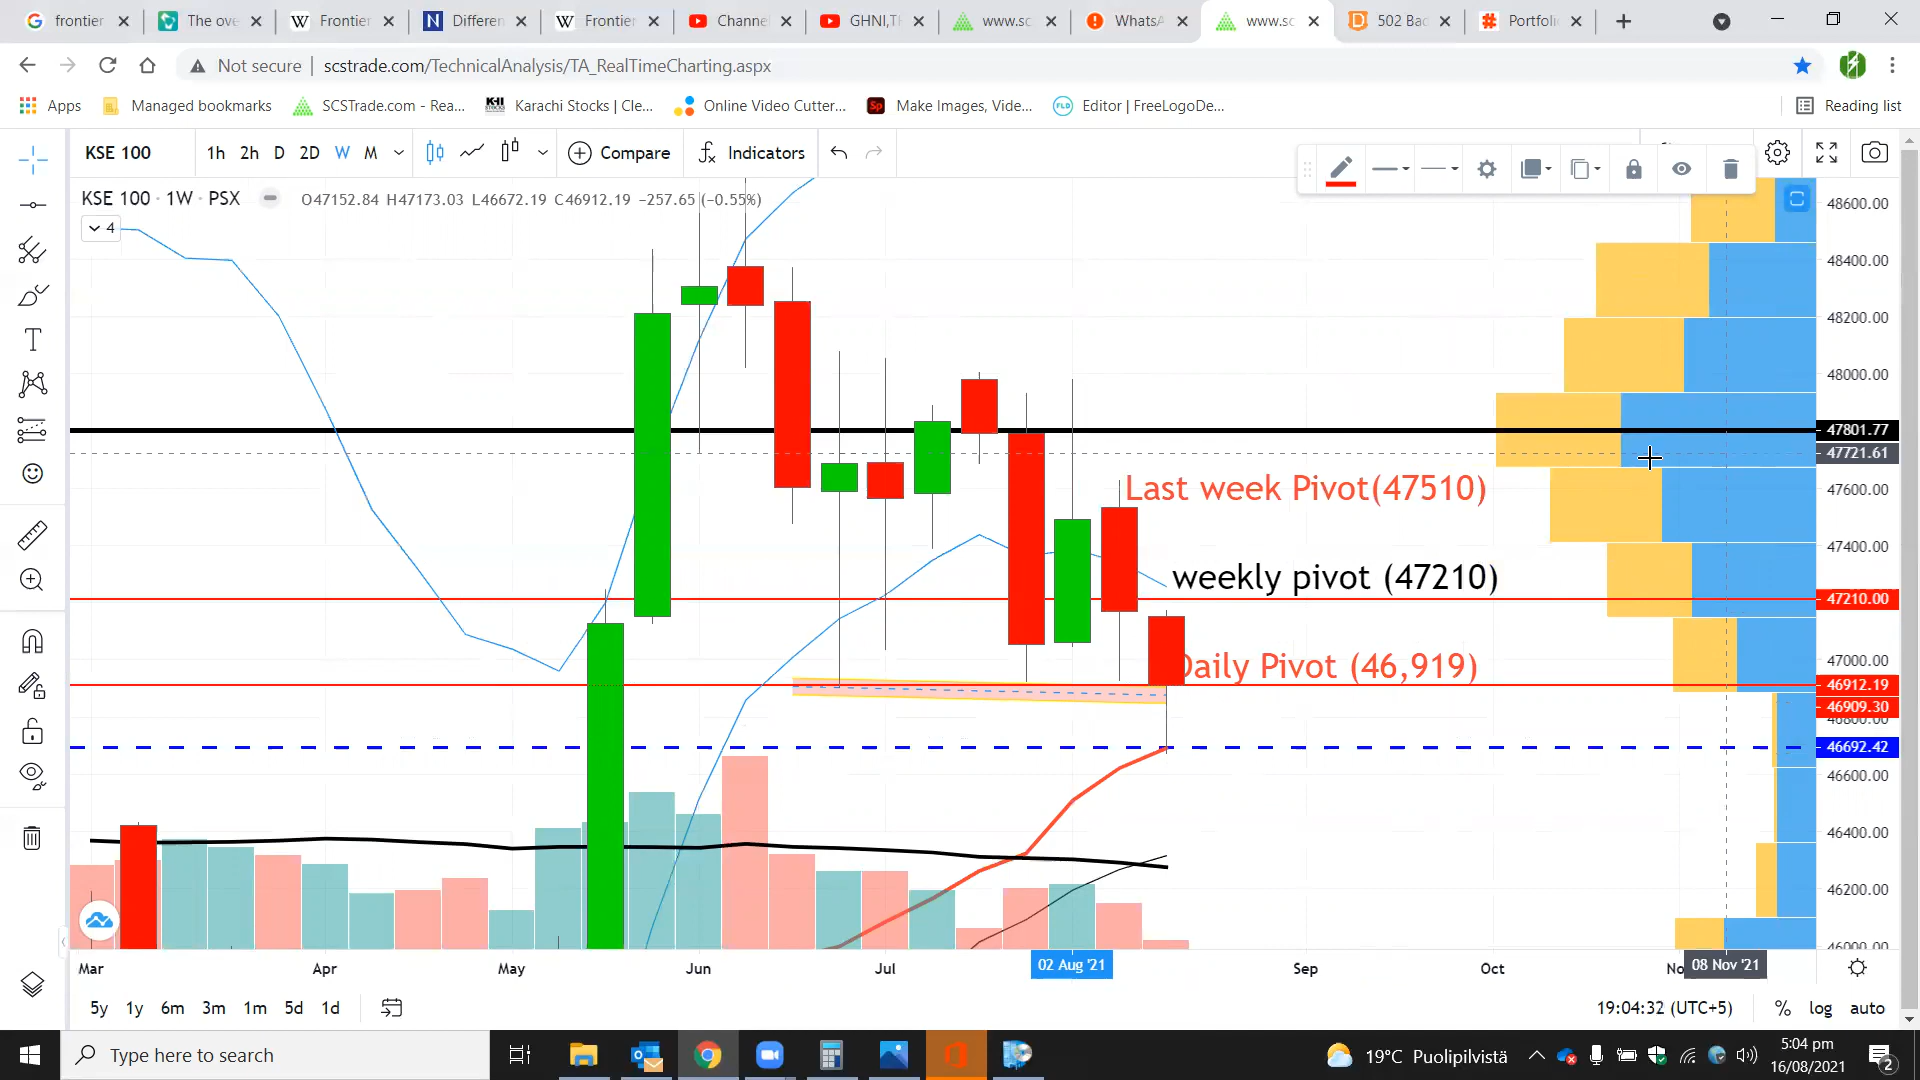 frontier
The ove
Frontier
Differen
Frontier
Channe
GHNI,TF
www.sc
WhatsA
www.sc
502 Bad
Portfoli
Not secure
scstrade.com/TechnicalAnalysis/TA_RealTimeCharting.aspx
Apps
Managed bookmarks
SCSTrade.com - Rea...
Karachi Stocks | Cle...
Online Video Cutter...
Make Images, Vide...
Editor | FreeLogoDe...
Reading list
KSE 100
1h 2h D 2D W M
Compare
Indicators
KSE 100 · 1W · PSX
O47152.84 H47173.03 L46672.19 C46912.19 −257.65 (−0.55%)
4
48600.00
48400.00
48200.00
48000.00
47801.77
47721.61
Last week Pivot(47510)
47600.00
47400.00
weekly pivot (47210)
47210.00
Daily Pivot (46,919)
47000.00
46912.19
46909.30
46800.00
46692.42
46600.00
46400.00
46200.00
46000.00
Mar Apr May Jun Jul 02 Aug '21 Sep Oct No 08 Nov '21
5y 1y 6m 3m 1m 5d 1d
19:04:32 (UTC+5)
% log auto
Type here to search
19°C Puolipilvistä
5:04 pm
16/08/2021
2